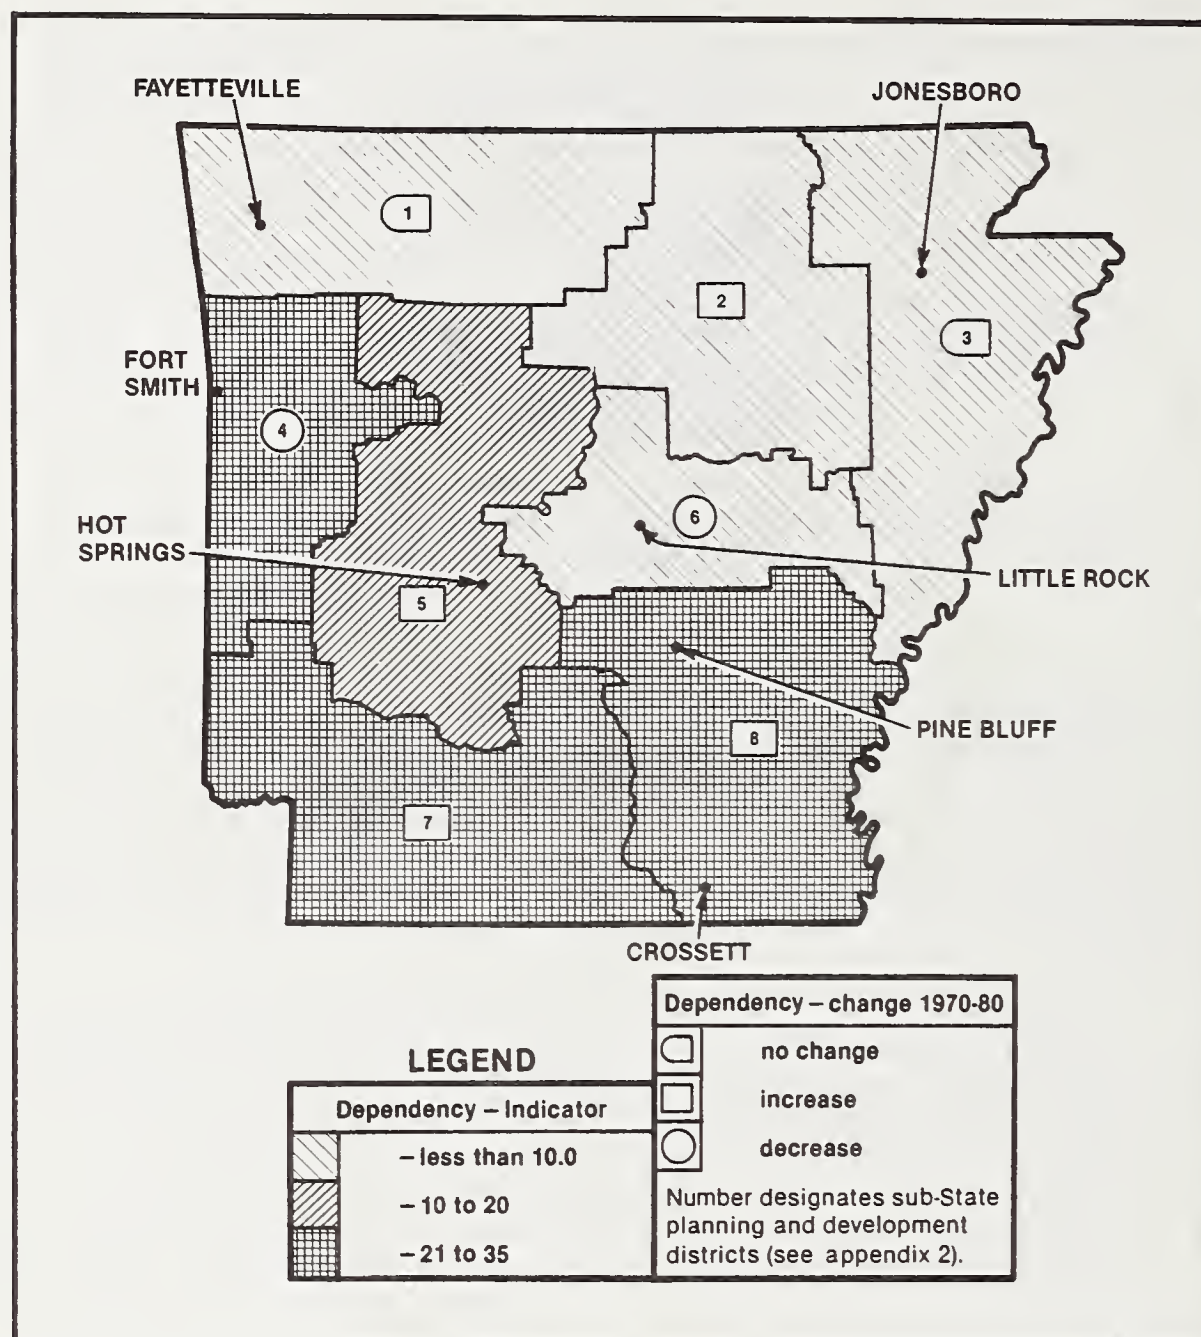 FAYETTEVILLE
JONESBORO
1
2
3
FORT
SMITH
4
HOT
SPRINGS
6
5
LITTLE ROCK
PINE BLUFF
8
7
CROSSETT
LEGEND
Dependency – Indicator
– less than 10.0
– 10 to 20
– 21 to 35
Dependency – change 1970-80
no change
increase
decrease
Number designates sub-State
planning and development
districts (see appendix 2).